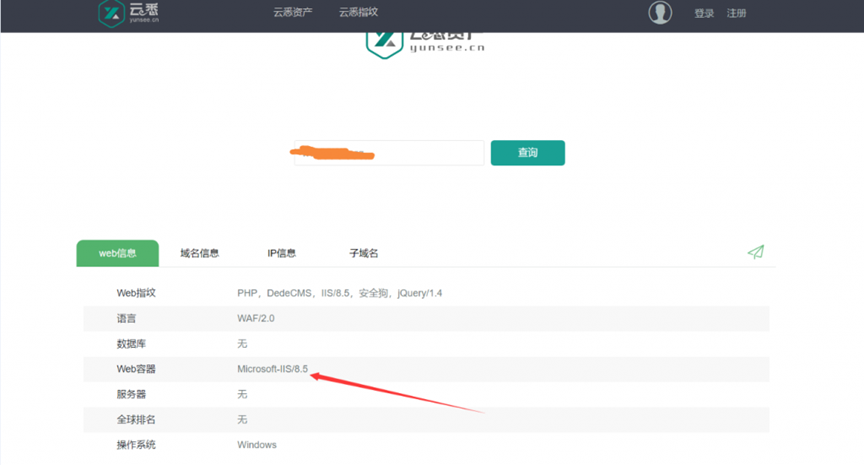 云悉 云悉资产 云悉指纹 登录 注册
yunsee.cn
云悉资产
yunsee.cn
查询
web信息 域名信息 IP信息 子域名
Web指纹 PHP，DedeCMS，IIS/8.5，安全狗，jQuery/1.4
语言 WAF/2.0
数据库 无
Web容器 Microsoft-IIS/8.5
服务器 无
全球排名 无
操作系统 Windows